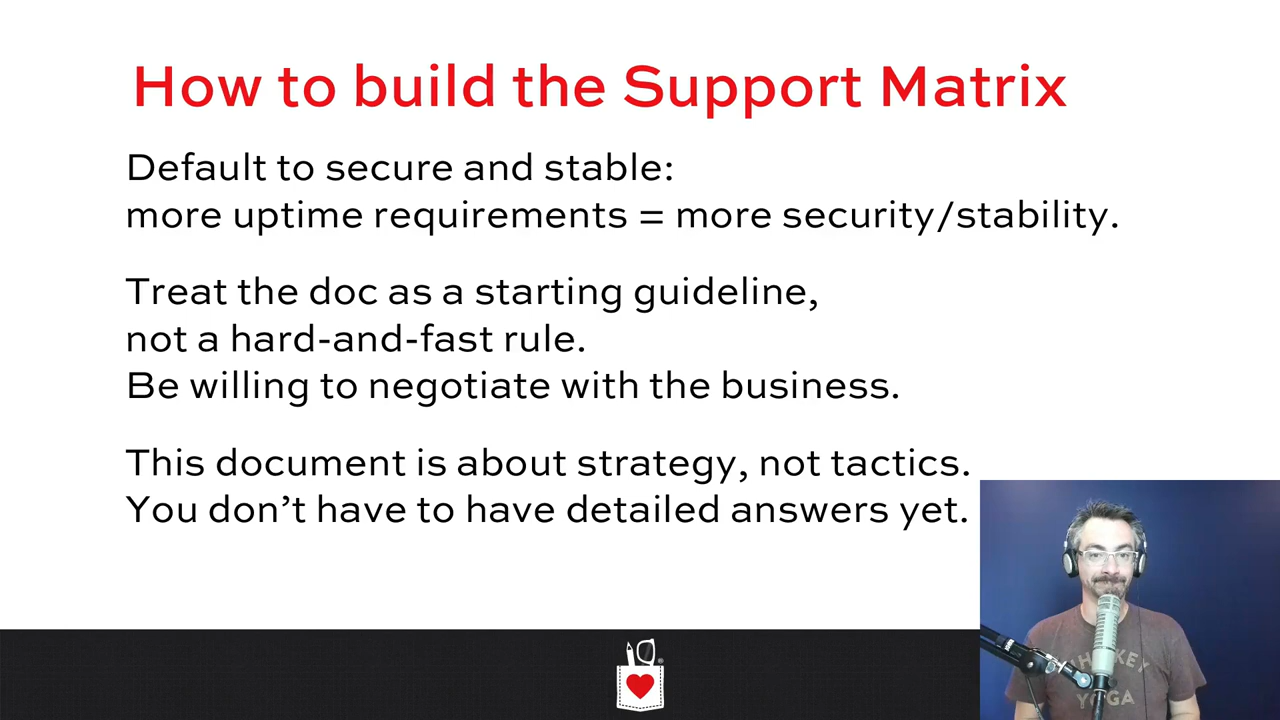 How to build the Support Matrix
Default to secure and stable:
more uptime requirements = more security/stability.
Treat the doc as a starting guideline,
not a hard-and-fast rule.
Be willing to negotiate with the business.
This document is about strategy, not tactics.
You don’t have to have detailed answers yet.
®
YOGA